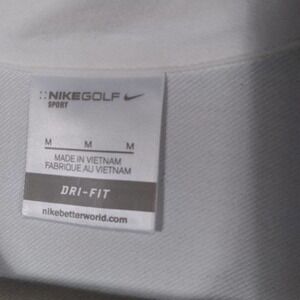 NIKEGOLF
SPORT
M M M
MADE IN VIETNAM
FABRIQUE AU VIETNAM
DRI-FIT
nikebetterworld.com